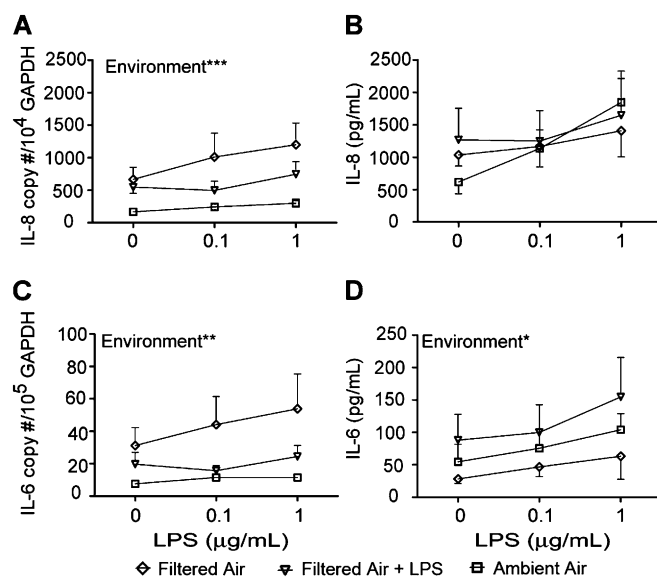 A
IL-8 copy #/10⁴ GAPDH
Environment***
2500
2000
1500
1000
500
0
0 0.1 1
B
IL-8 (pg/mL)
2500
2000
1500
1000
500
0
0 0.1 1
C
IL-6 copy #/10⁵ GAPDH
Environment**
100
80
60
40
20
0
0 0.1 1
LPS (μg/mL)
D
IL-6 (pg/mL)
Environment*
250
200
150
100
50
0
0 0.1 1
LPS (μg/mL)
Filtered Air Filtered Air + LPS Ambient Air